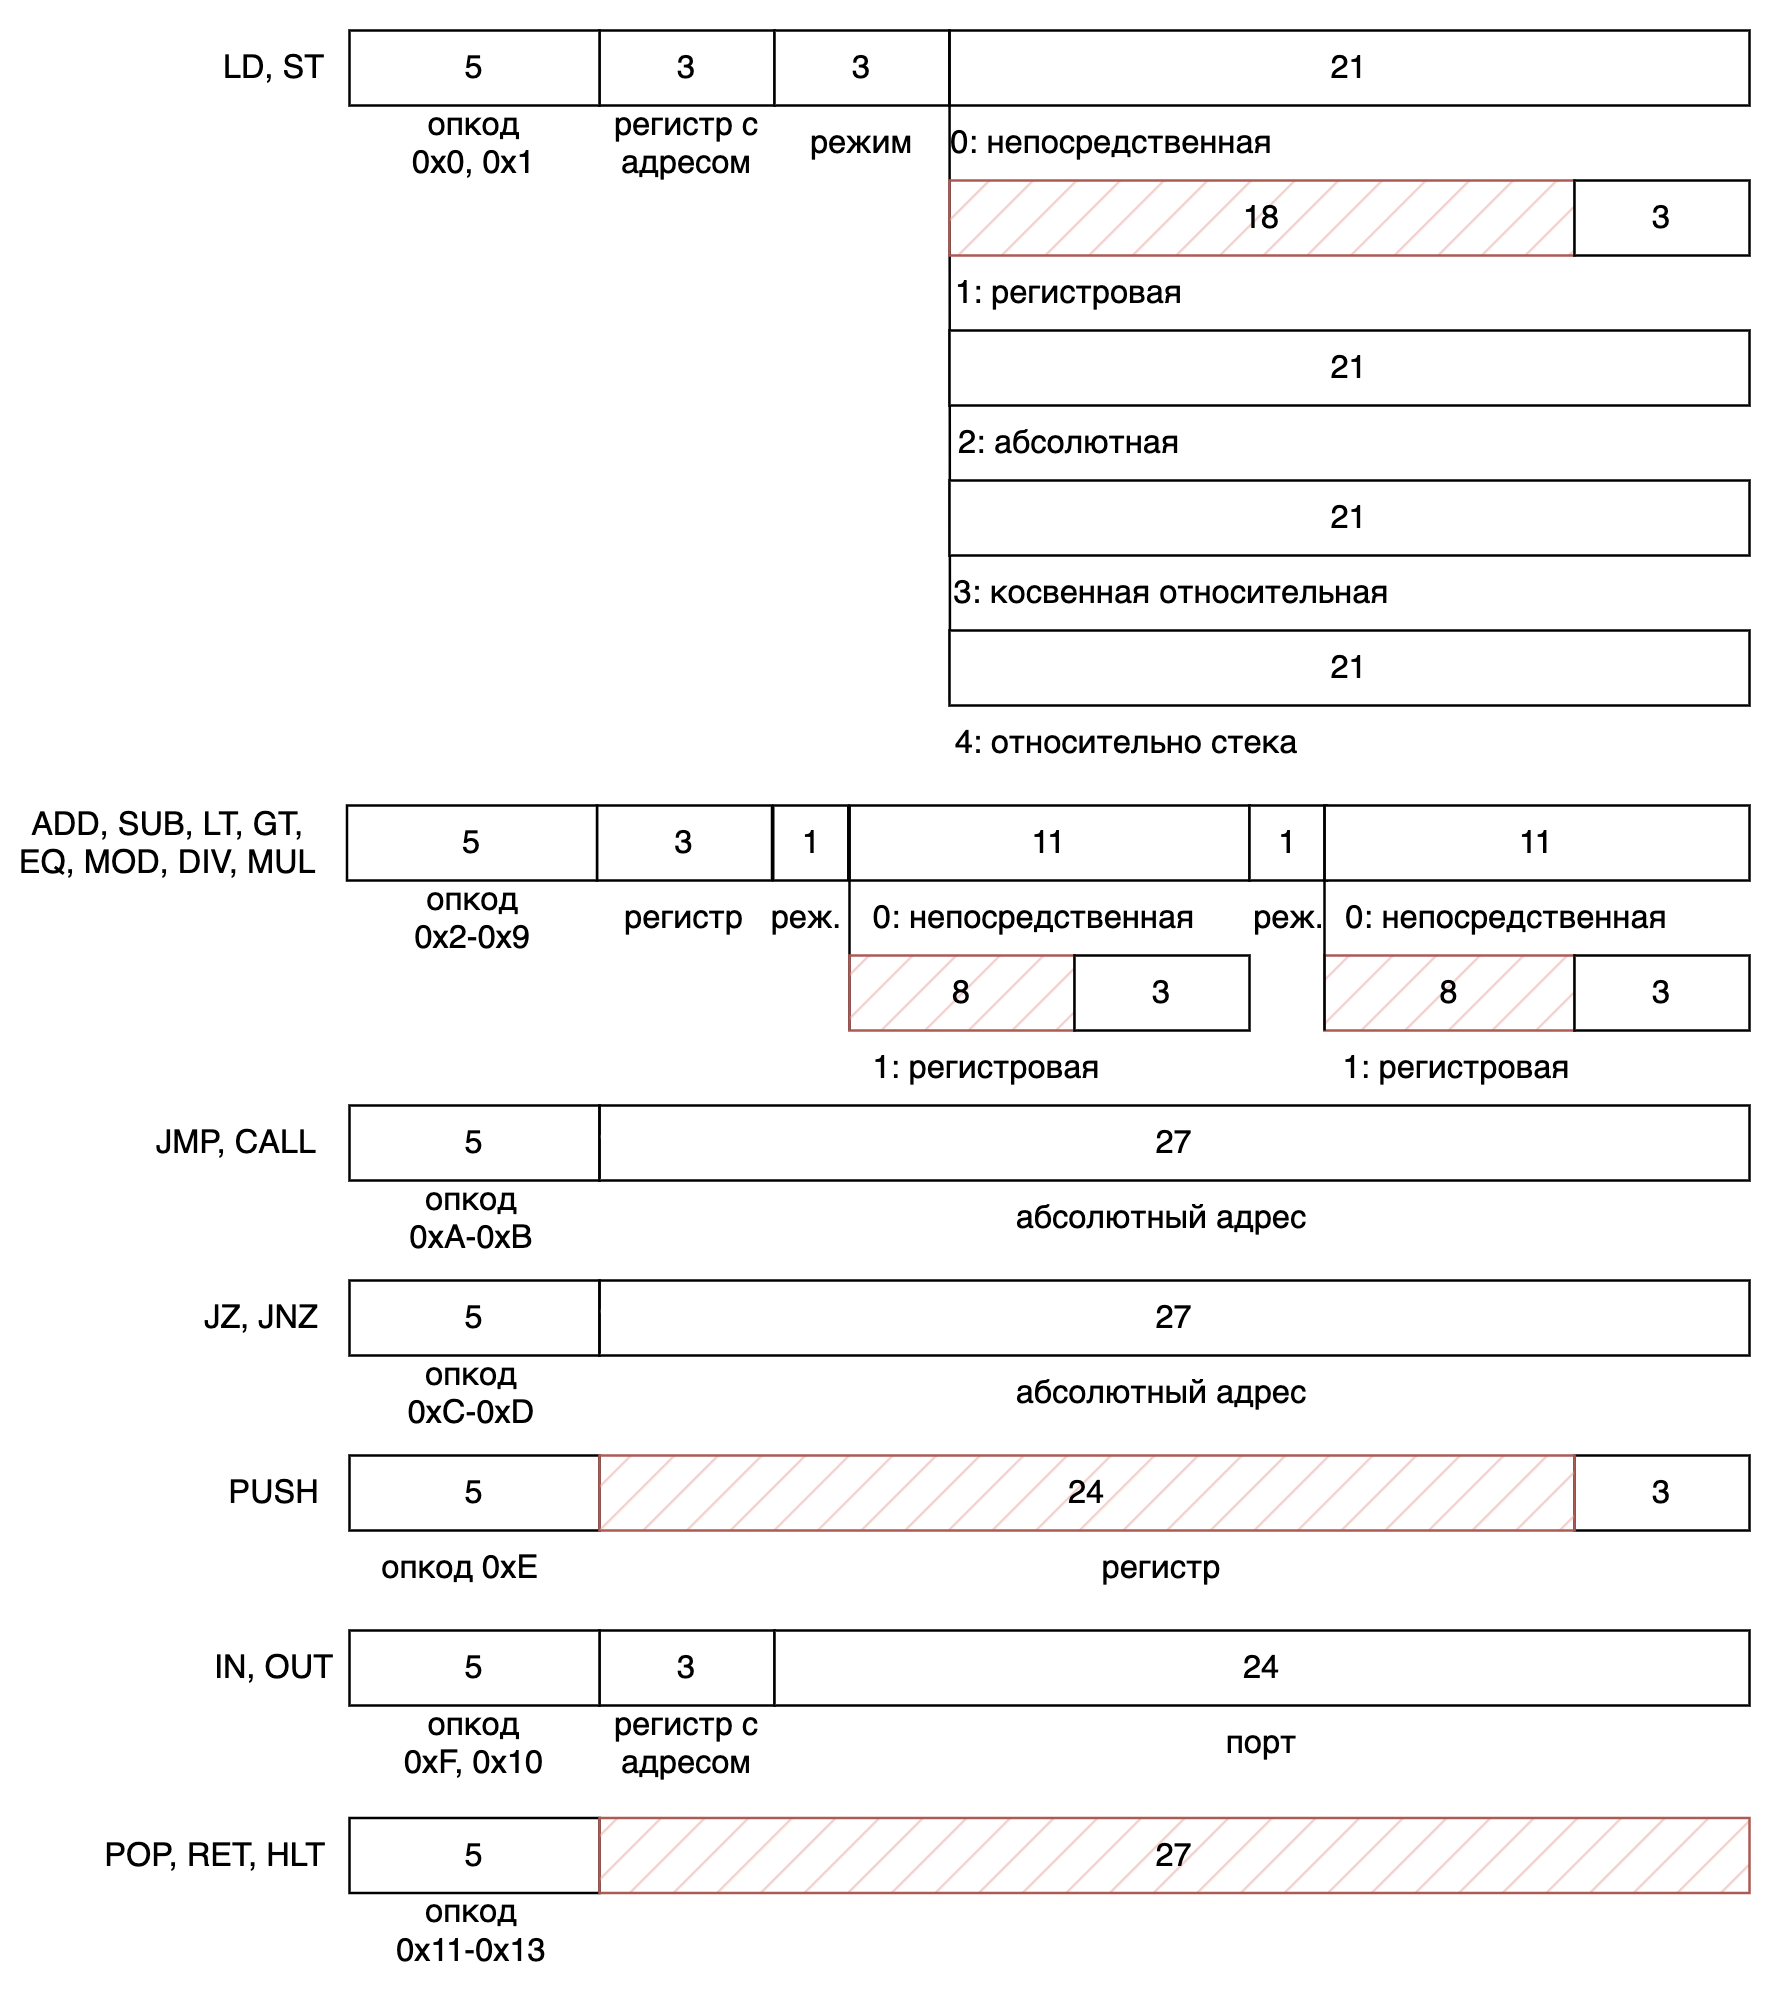 LD, ST
5
3
3
21
опкод
0x0, 0x1
регистр с
адресом
режим
0: непосредственная
18
3
1: регистровая
21
2: абсолютная
21
3: косвенная относительная
21
4: относительно стека
ADD, SUB, LT, GT,
EQ, MOD, DIV, MUL
5
3
1
11
1
11
опкод
0x2-0x9
регистр
реж.
0: непосредственная
реж.
0: непосредственная
8
3
8
3
1: регистровая
1: регистровая
JMP, CALL
5
27
опкод
0xA-0xB
абсолютный адрес
JZ, JNZ
5
27
опкод
0xC-0xD
абсолютный адрес
PUSH
5
24
3
опкод 0xE
регистр
IN, OUT
5
3
24
опкод
0xF, 0x10
регистр с
адресом
порт
POP, RET, HLT
5
27
опкод
0x11-0x13